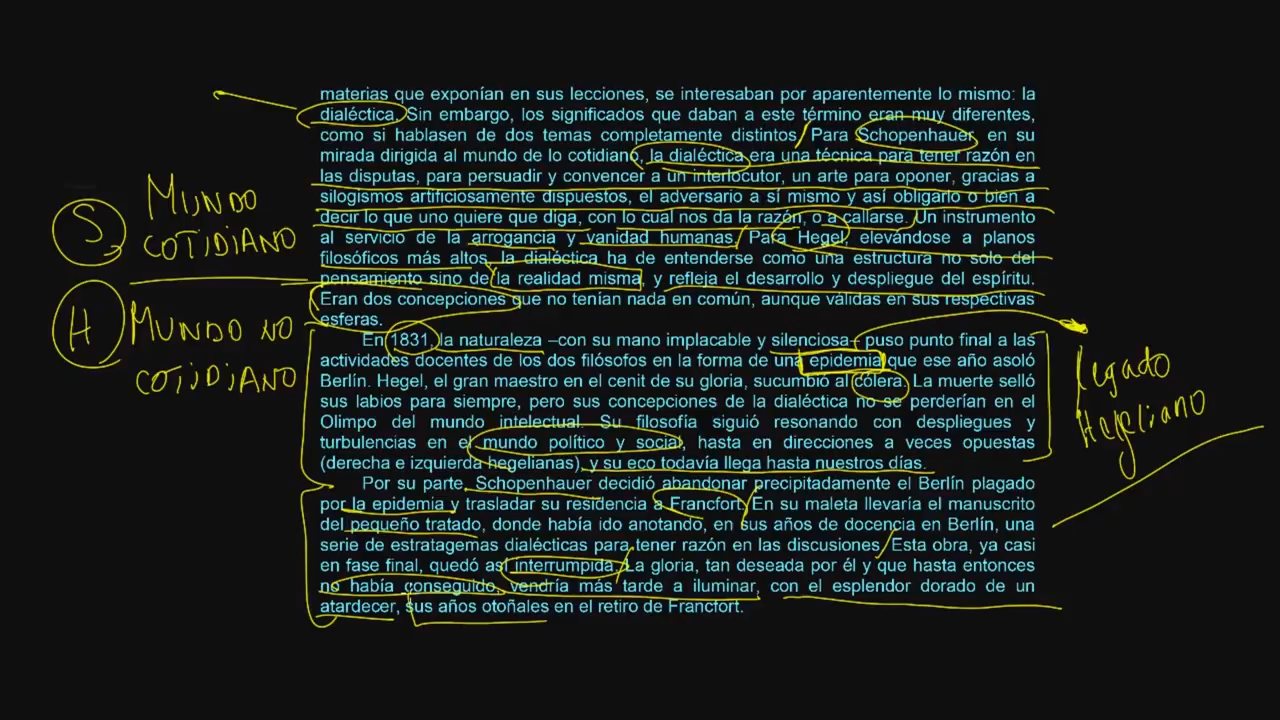 materias que exponían en sus lecciones, se interesaban por aparentemente lo mismo: la
dialéctica. Sin embargo, los significados que daban a este término eran muy diferentes,
como si hablasen de dos temas completamente distintos. Para Schopenhauer, en su
mirada dirigida al mundo de lo cotidiano, la dialéctica era una técnica para tener razón en
las disputas, para persuadir y convencer a un interlocutor, un arte para oponer, gracias a
silogismos artificiosamente dispuestos, el adversario a sí mismo y así obligarlo o bien a
decir lo que uno quiere que diga, con lo cual nos da la razón, o a callarse. Un instrumento
al servicio de la arrogancia y vanidad humanas. Para Hegel, elevándose a planos
filosóficos más altos, la dialéctica ha de entenderse como una estructura no solo del
pensamiento sino de la realidad misma, y refleja el desarrollo y despliegue del espíritu.
Eran dos concepciones que no tenían nada en común, aunque válidas en sus respectivas
esferas.
En 1831, la naturaleza –con su mano implacable y silenciosa– puso punto final a las
actividades docentes de los dos filósofos en la forma de una epidemia que ese año asoló
Berlín. Hegel, el gran maestro en el cenit de su gloria, sucumbió al cólera. La muerte selló
sus labios para siempre, pero sus concepciones de la dialéctica no se perderían en el
Olimpo del mundo intelectual. Su filosofía siguió resonando con despliegues y
turbulencias en el mundo político y social, hasta en direcciones a veces opuestas
(derecha e izquierda hegelianas), y su eco todavía llega hasta nuestros días.
Por su parte, Schopenhauer decidió abandonar precipitadamente el Berlín plagado
por la epidemia y trasladar su residencia a Francfort. En su maleta llevaría el manuscrito
del pequeño tratado, donde había ido anotando, en sus años de docencia en Berlín, una
serie de estratagemas dialécticas para tener razón en las discusiones. Esta obra, ya casi
en fase final, quedó así interrumpida. La gloria, tan deseada por él y que hasta entonces
no había conseguido, vendría más tarde a iluminar, con el esplendor dorado de un
atardecer, sus años otoñales en el retiro de Francfort.
S MUNDO
COTIDIANO
H MUNDO NO
COTIDIANO
legado
Hegeliano